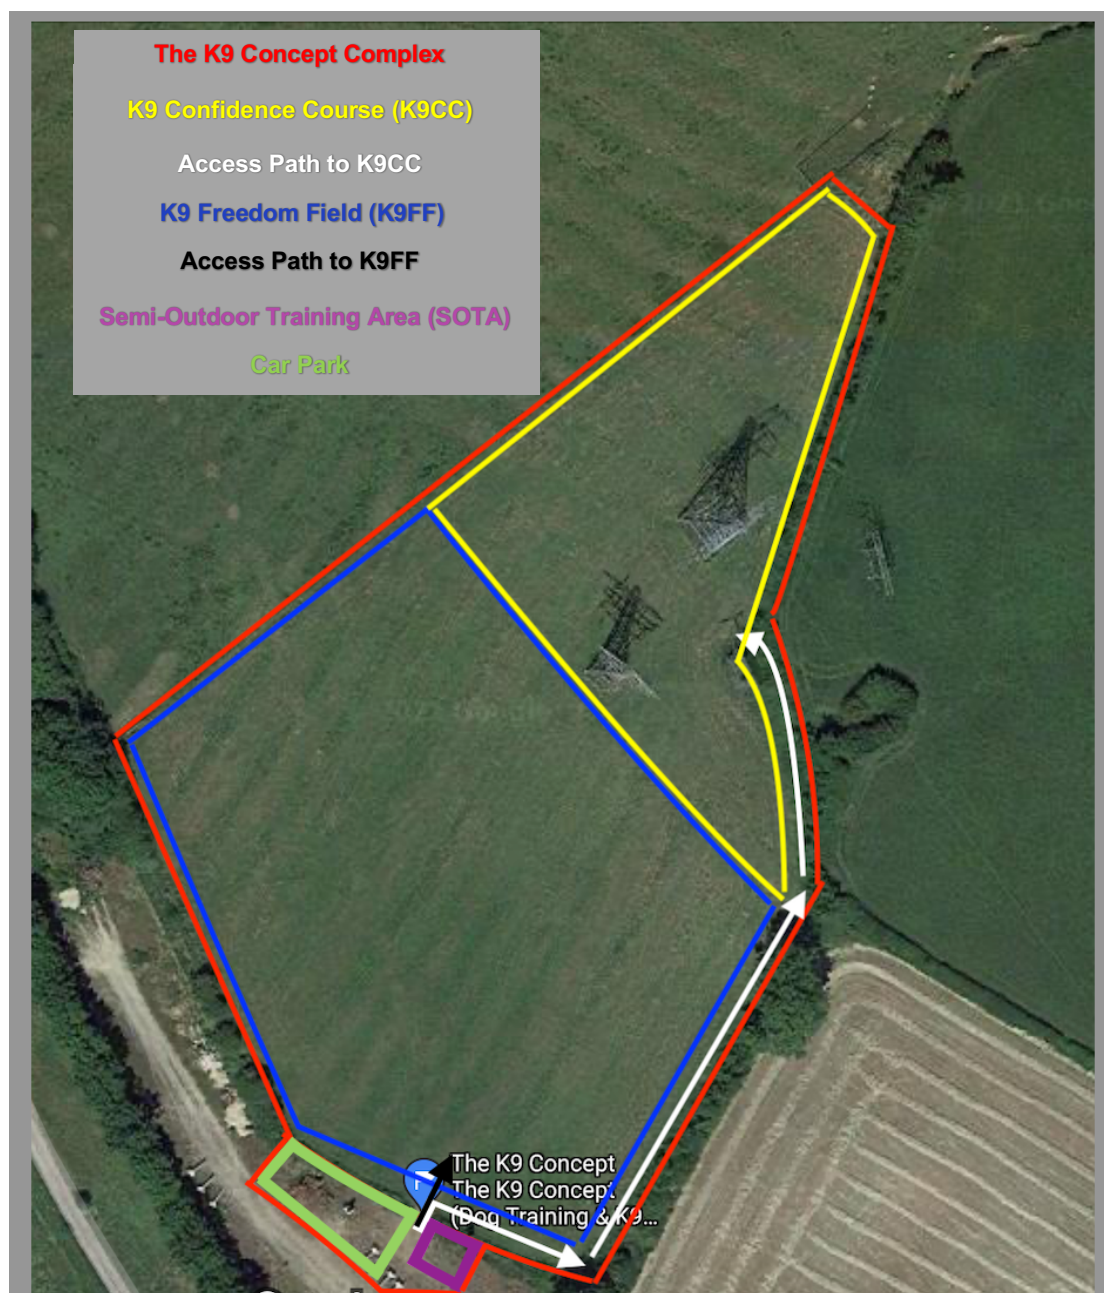 The K9 Concept Complex
K9 Confidence Course (K9CC)
Access Path to K9CC
K9 Freedom Field (K9FF)
Access Path to K9FF
Semi-Outdoor Training Area (SOTA)
Car Park
The K9 Concept
The K9 Concept
(Dog Training & K9...